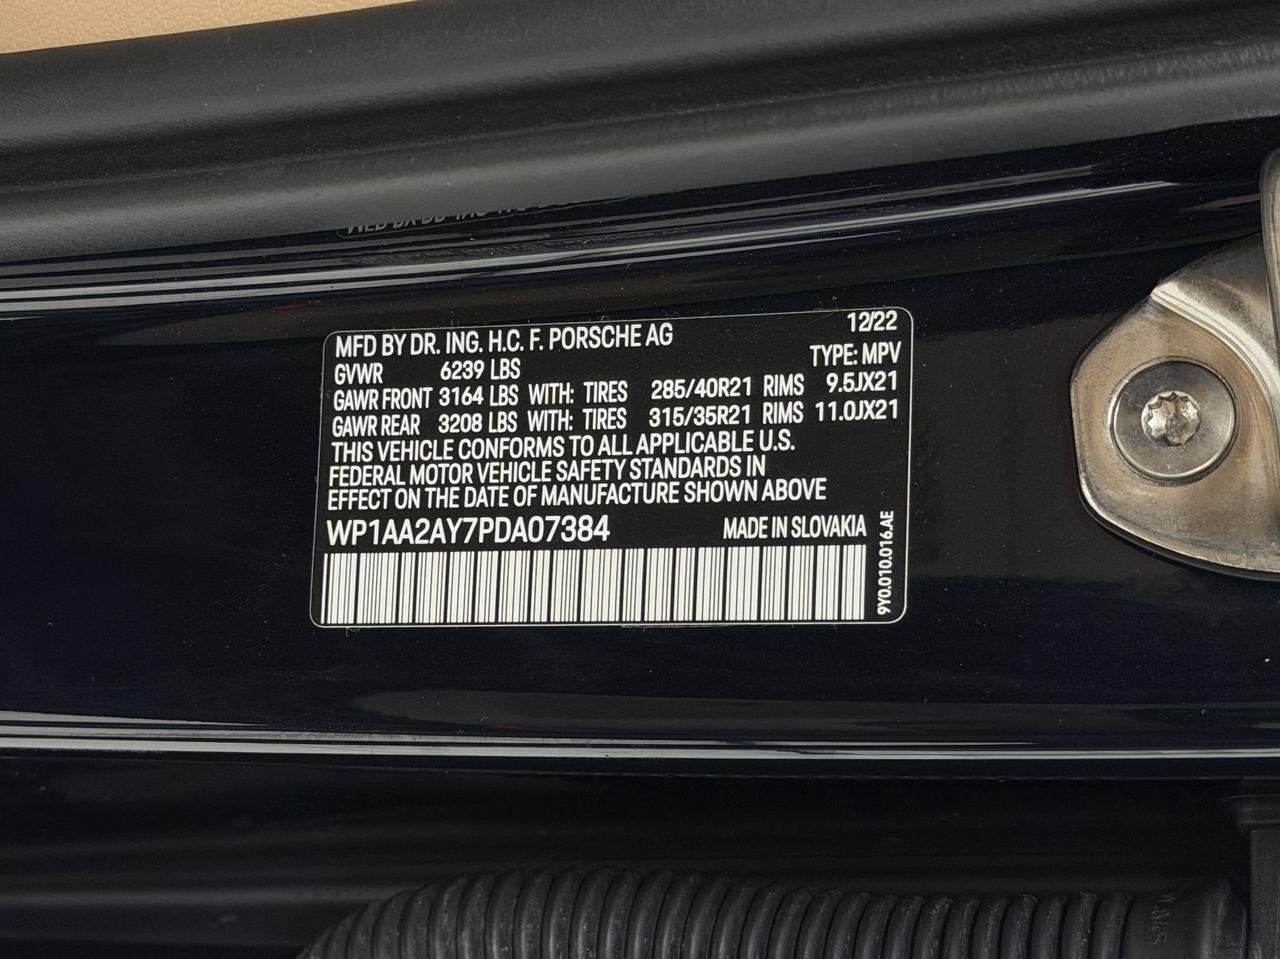 MFD BY DR. ING. H.C. F. PORSCHE AG 12/22
GVWR 6239 LBS TYPE: MPV
GAWR FRONT 3164 LBS WITH: TIRES 285/40R21 RIMS 9.5JX21
GAWR REAR 3208 LBS WITH: TIRES 315/35R21 RIMS 11.0JX21
THIS VEHICLE CONFORMS TO ALL APPLICABLE U.S.
FEDERAL MOTOR VEHICLE SAFETY STANDARDS IN
EFFECT ON THE DATE OF MANUFACTURE SHOWN ABOVE
WP1AA2AY7PDA07384 MADE IN SLOVAKIA
9Y0.010.016.AE